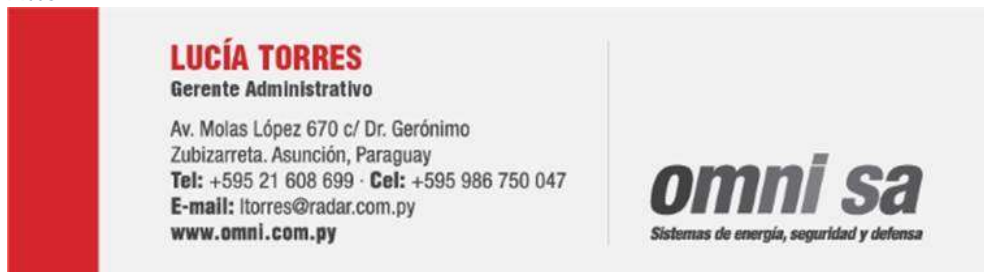 LUCÍA TORRES
Gerente Administrativo
Av. Molas López 670 c/ Dr. Gerónimo
Zubizarreta. Asunción, Paraguay
Tel: +595 21 608 699 · Cel: +595 986 750 047
E-mail: ltorres@radar.com.py
www.omni.com.py
omni sa
Sistemas de energía, seguridad y defensa